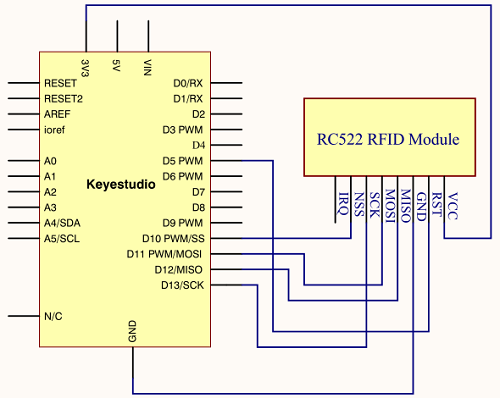 3V3
5V
VIN
RESET
RESET2
AREF
ioref
A0
A1
A2
A3
A4/SDA
A5/SCL
N/C
Keyestudio
D0/RX
D1/RX
D2
D3 PWM
D4
D5 PWM
D6 PWM
D7
D8
D9 PWM
D10 PWM/SS
D11 PWM/MOSI
D12/MISO
D13/SCK
GND
RC522 RFID Module
IRQ
NSS
SCK
MOSI
MISO
GND
RST
VCC